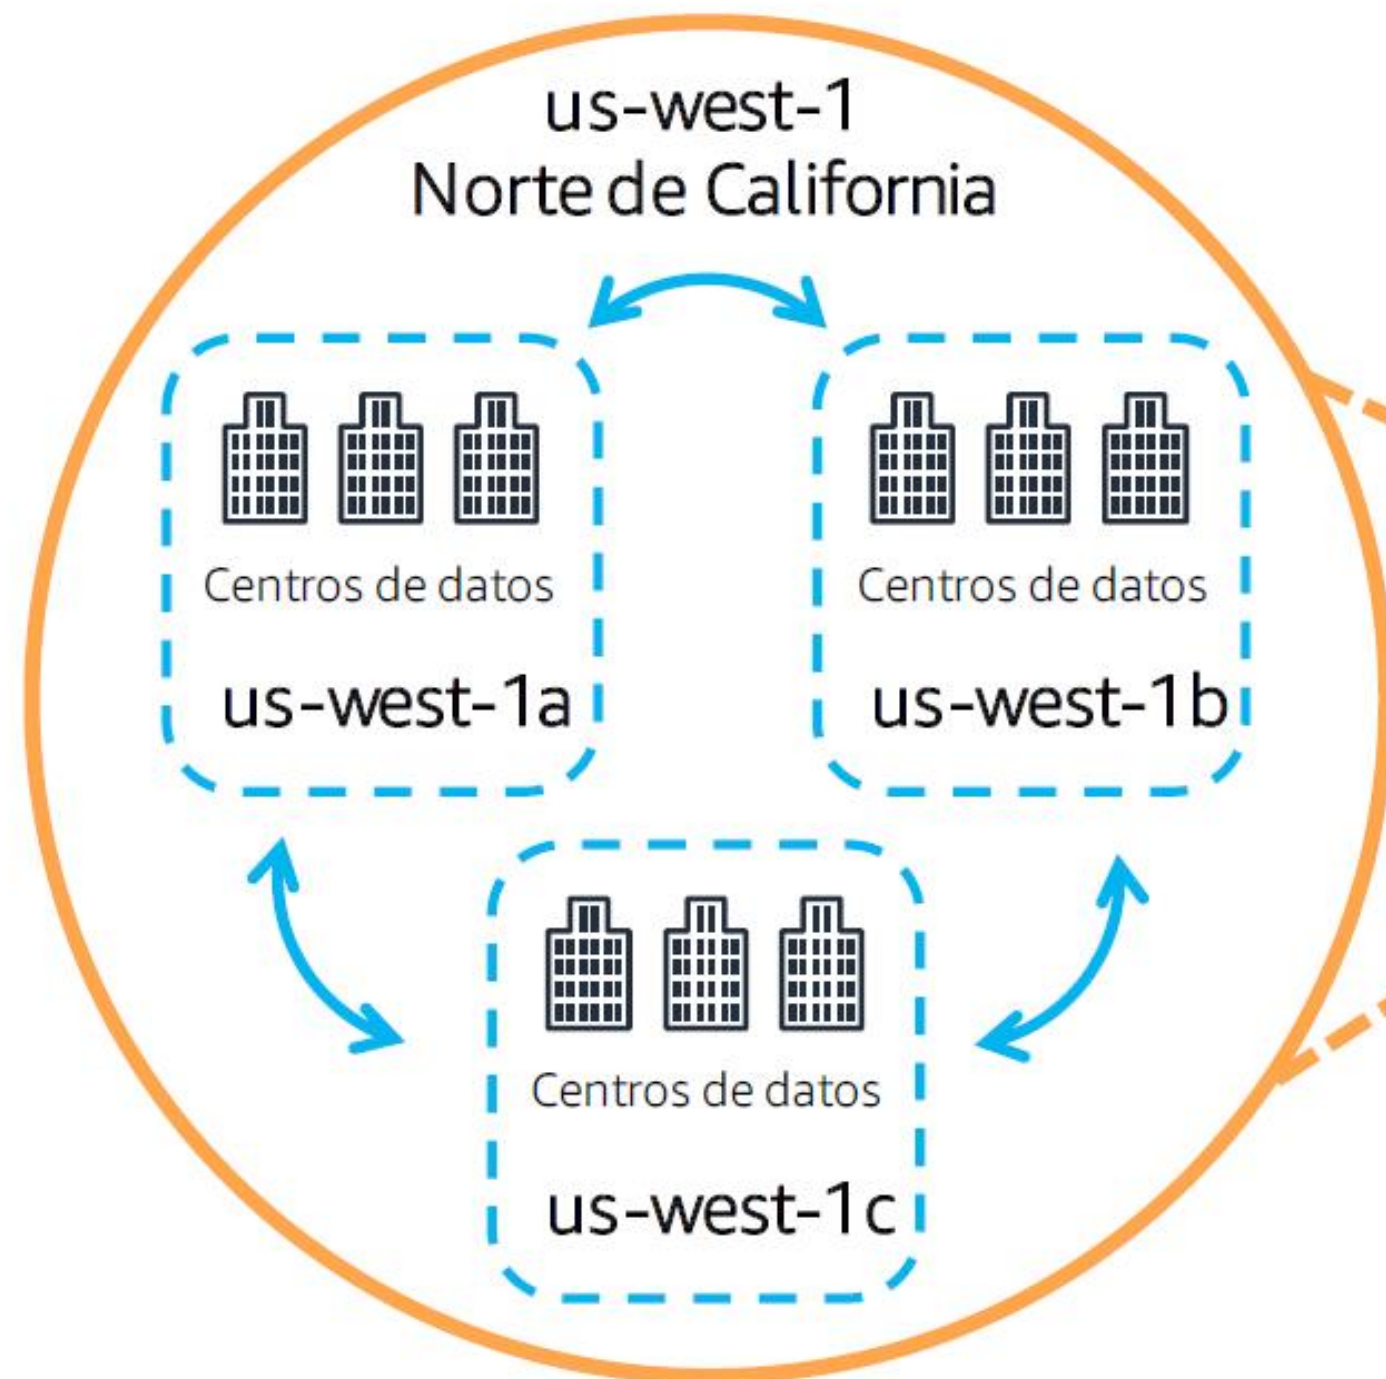 us-west-1
Norte de California
Centros de datos
us-west-1a
Centros de datos
us-west-1b
Centros de datos
us-west-1c